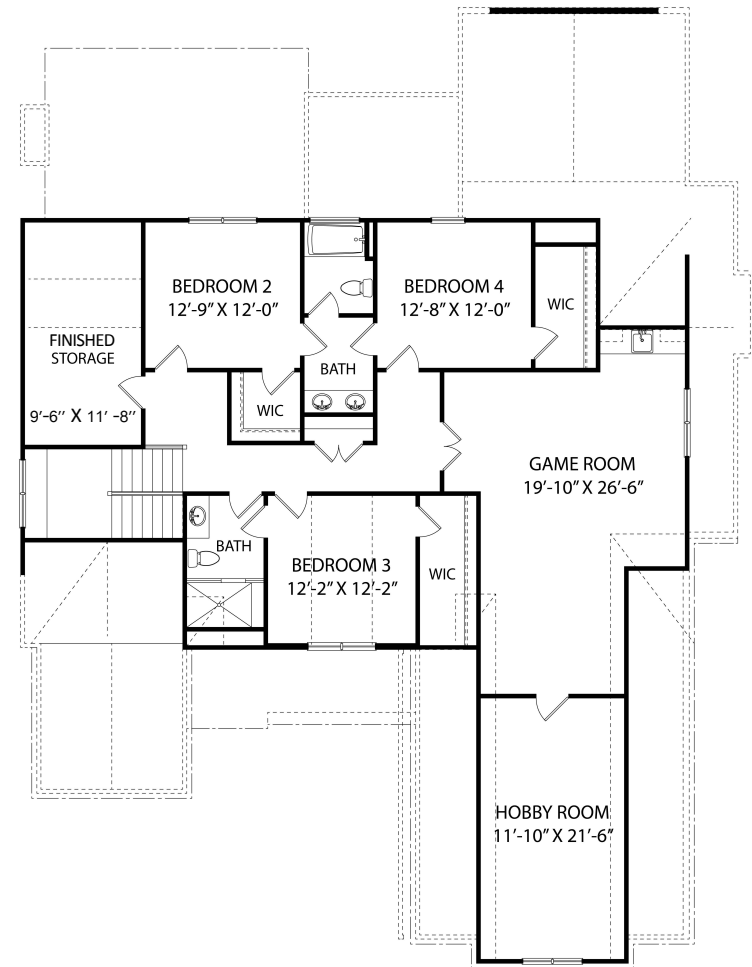 BEDROOM 2
12'-9" X 12'-0"
BEDROOM 4
12'-8" X 12'-0"
WIC
FINISHED
STORAGE
9'-6'' X 11' -8''
BATH
WIC
GAME ROOM
19'-10" X 26'-6"
BATH
BEDROOM 3
12'-2" X 12'-2"
WIC
HOBBY ROOM
11'-10" X 21'-6"